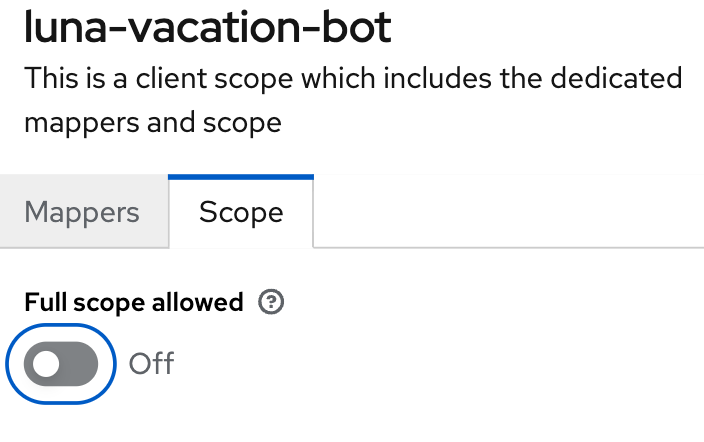 luna-vacation-bot
This is a client scope which includes the dedicated
mappers and scope
Mappers
Scope
Full scope allowed ?
Off